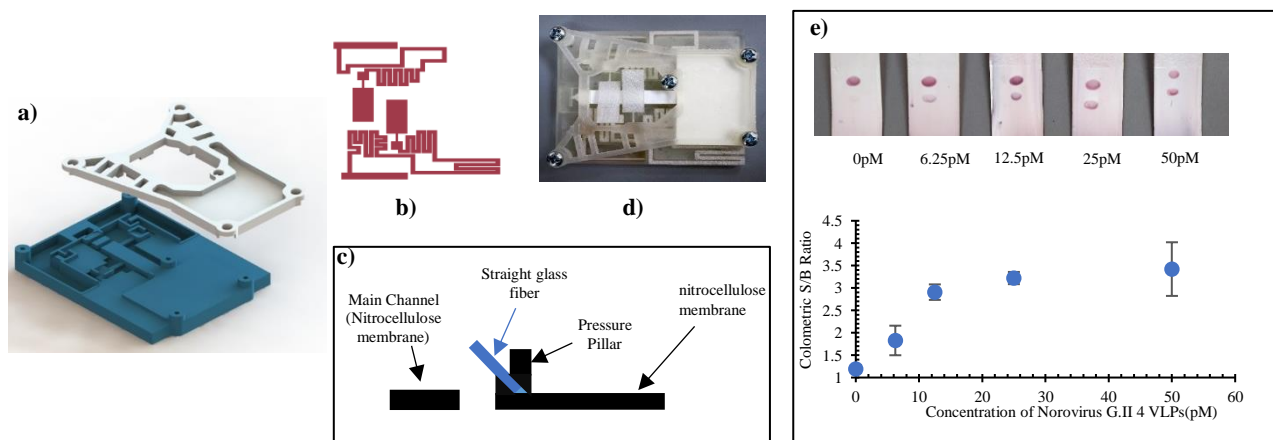 a)
b)
c)
Main Channel
(Nitrocellulose
membrane)
Straight glass
fiber
Pressure
Pillar
nitrocellulose
membrane
d)
e)
0pM
6.25pM
12.5pM
25pM
50pM
Colometric S/B Ratio
4.5
4
3.5
3
2.5
2
1.5
1
0
10
20
30
40
50
60
Concentration of Norovirus G.II 4 VLPs(pM)